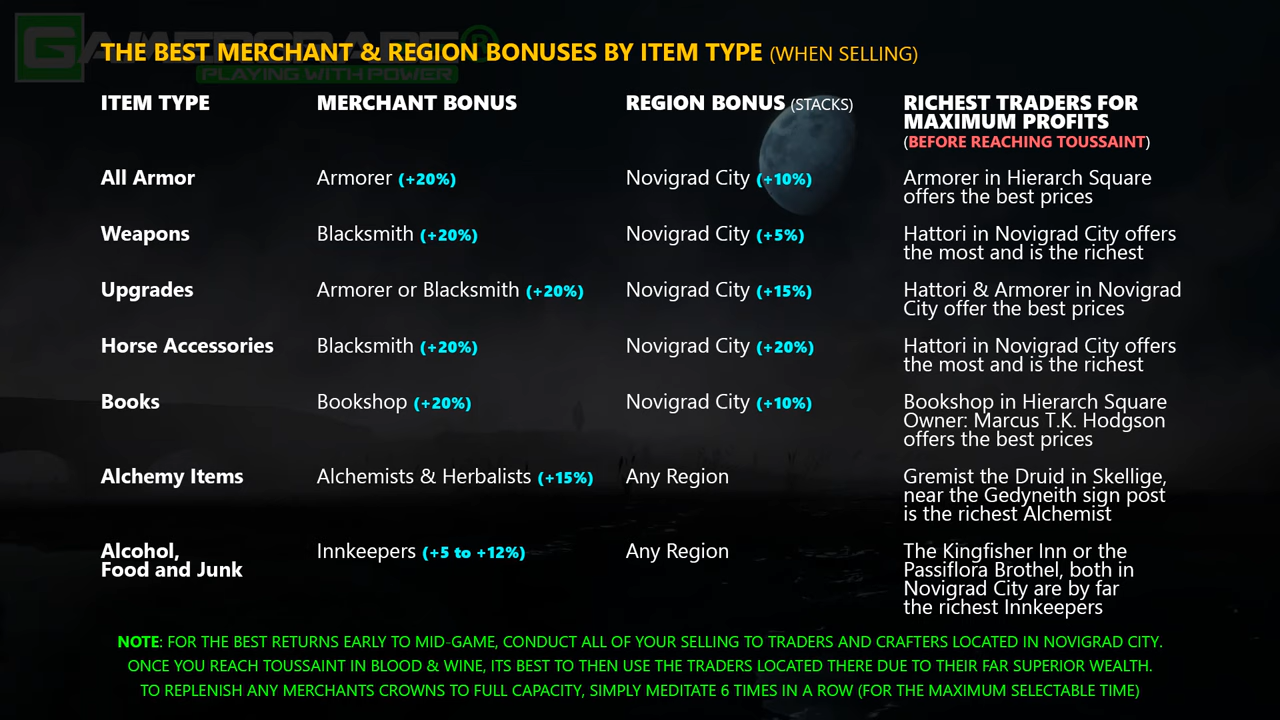 GAMERGRADE®
PLAYING WITH POWER
THE BEST MERCHANT & REGION BONUSES BY ITEM TYPE (WHEN SELLING)
ITEM TYPE MERCHANT BONUS REGION BONUS (STACKS) RICHEST TRADERS FOR
MAXIMUM PROFITS
(BEFORE REACHING TOUSSAINT)
All Armor Armorer (+20%) Novigrad City (+10%) Armorer in Hierarch Square
offers the best prices
Weapons Blacksmith (+20%) Novigrad City (+5%) Hattori in Novigrad City offers
the most and is the richest
Upgrades Armorer or Blacksmith (+20%) Novigrad City (+15%) Hattori & Armorer in Novigrad
City offer the best prices
Horse Accessories Blacksmith (+20%) Novigrad City (+20%) Hattori in Novigrad City offers
the most and is the richest
Books Bookshop (+20%) Novigrad City (+10%) Bookshop in Hierarch Square
Owner: Marcus T.K. Hodgson
offers the best prices
Alchemy Items Alchemists & Herbalists (+15%) Any Region Gremist the Druid in Skellige,
near the Gedyneith sign post
is the richest Alchemist
Alcohol, Innkeepers (+5 to +12%) Any Region The Kingfisher Inn or the
Food and Junk Passiflora Brothel, both in
Novigrad City are by far
the richest Innkeepers
NOTE: FOR THE BEST RETURNS EARLY TO MID-GAME, CONDUCT ALL OF YOUR SELLING TO TRADERS AND CRAFTERS LOCATED IN NOVIGRAD CITY.
ONCE YOU REACH TOUSSAINT IN BLOOD & WINE, ITS BEST TO THEN USE THE TRADERS LOCATED THERE DUE TO THEIR FAR SUPERIOR WEALTH.
TO REPLENISH ANY MERCHANTS CROWNS TO FULL CAPACITY, SIMPLY MEDITATE 6 TIMES IN A ROW (FOR THE MAXIMUM SELECTABLE TIME)